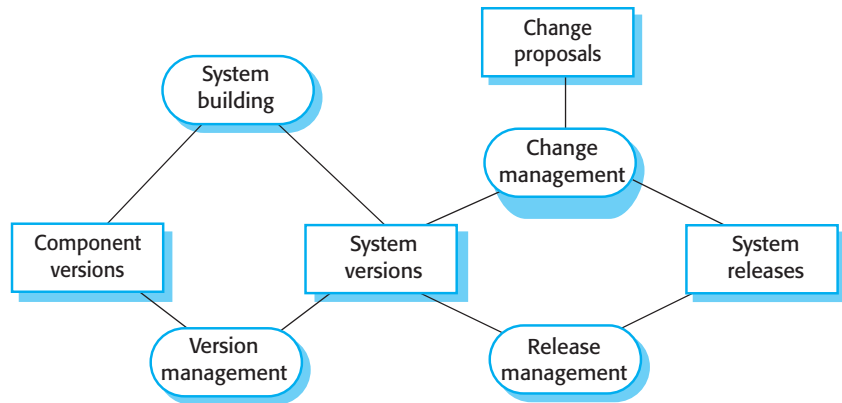 Change
proposals
System
building
Change
management
Component
versions
System
versions
System
releases
Version
management
Release
management